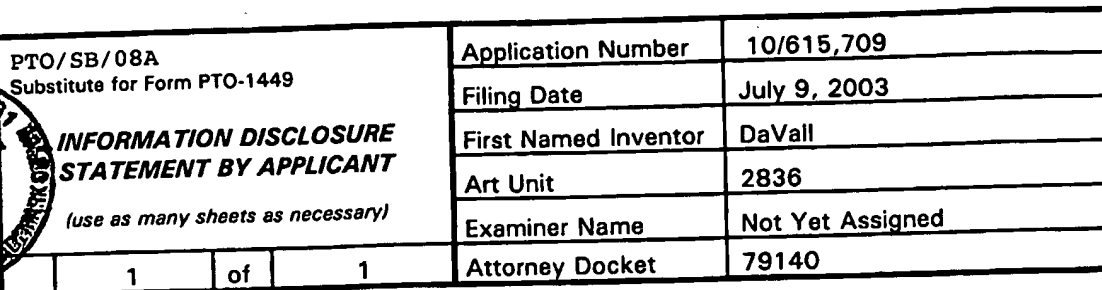 PTO/SB/08A
Substitute for Form PTO-1449
INFORMATION DISCLOSURE
STATEMENT BY APPLICANT
(use as many sheets as necessary)
1 of 1
Application Number 10/615,709
Filing Date July 9, 2003
First Named Inventor DaVall
Art Unit 2836
Examiner Name Not Yet Assigned
Attorney Docket 79140